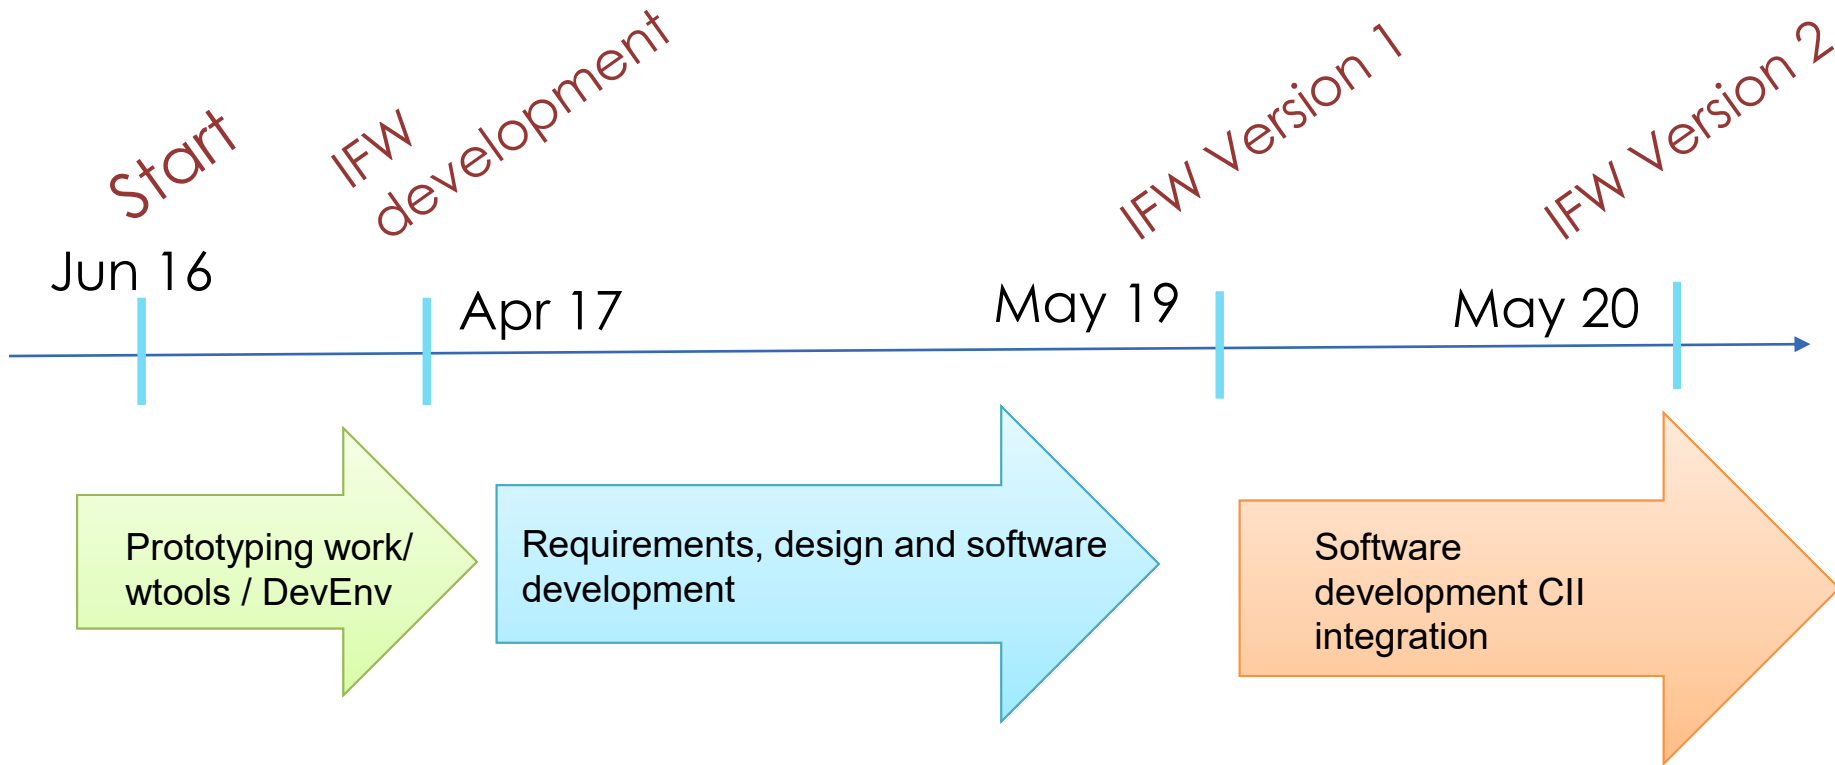 Start
IFW
development
IFW Version 1
IFW Version 2
Jun 16
Apr 17
May 19
May 20
Prototyping work/
wtools / DevEnv
Requirements, design and software
development
Software
development CII
integration